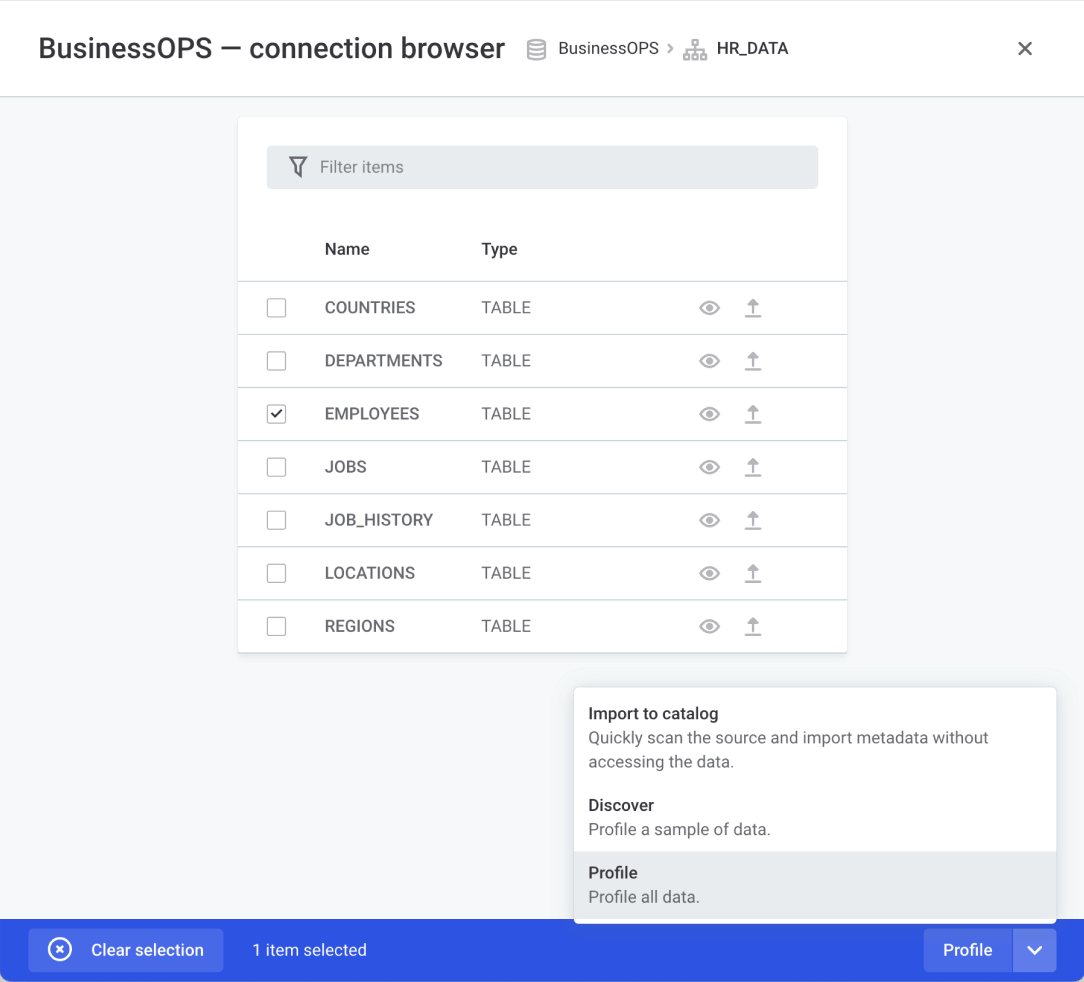 BusinessOPS — connection browser BusinessOPS > HR_DATA
Filter items
Name Type
COUNTRIES TABLE
DEPARTMENTS TABLE
EMPLOYEES TABLE
JOBS TABLE
JOB_HISTORY TABLE
LOCATIONS TABLE
REGIONS TABLE
Import to catalog
Quickly scan the source and import metadata without
accessing the data.
Discover
Profile a sample of data.
Profile
Profile all data.
Clear selection 1 item selected Profile